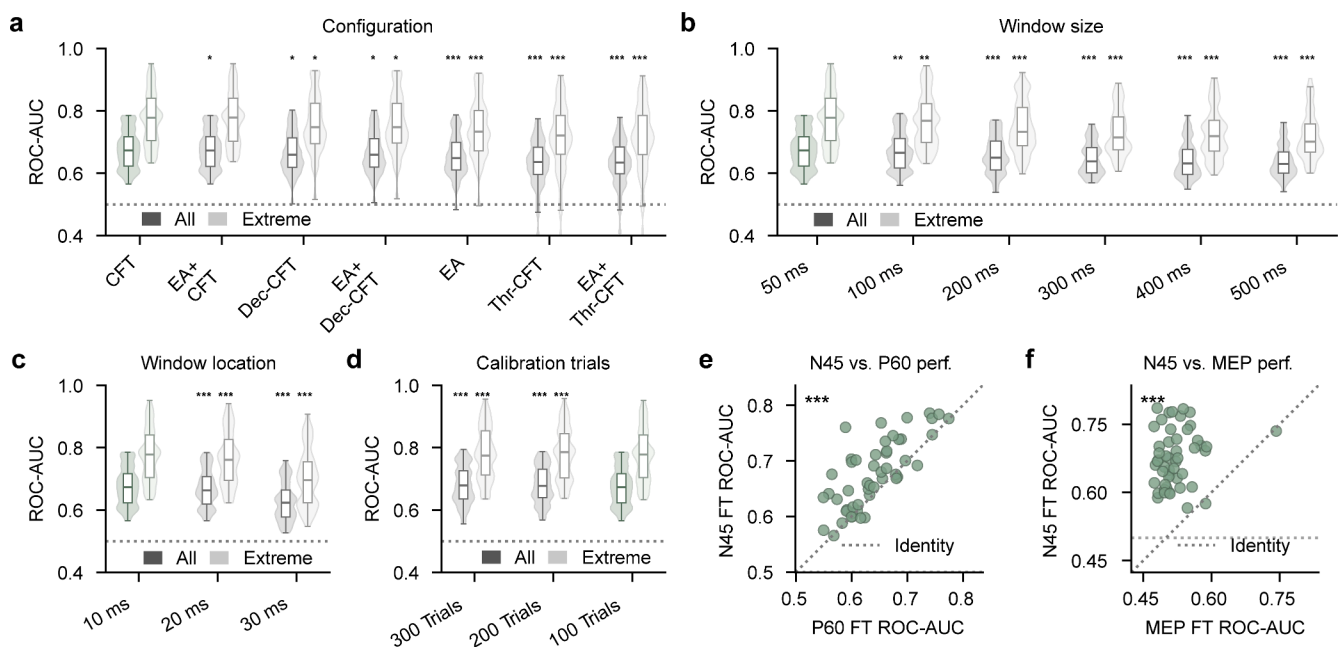 a
Configuration
ROC-AUC
1.0
0.8
0.6
0.4
* * * * * *** *** *** *** *** ***
All Extreme
CFT
EA+
CFT
Dec-CFT
EA+
Dec-CFT
EA
Thr-CFT
EA+
Thr-CFT
b
Window size
ROC-AUC
1.0
0.8
0.6
0.4
** ** *** *** *** *** *** *** *** ***
All Extreme
50 ms
100 ms
200 ms
300 ms
400 ms
500 ms
c
Window location
ROC-AUC
1.0
0.8
0.6
0.4
*** *** *** ***
All Extreme
10 ms
20 ms
30 ms
d
Calibration trials
ROC-AUC
1.0
0.8
0.6
0.4
*** *** *** ***
All Extreme
300 Trials
200 Trials
100 Trials
e
N45 vs. P60 perf.
***
N45 FT ROC-AUC
0.8
0.7
0.6
0.5
Identity
0.5 0.6 0.7 0.8
P60 FT ROC-AUC
f
N45 vs. MEP perf.
***
N45 FT ROC-AUC
0.75
0.60
0.45
Identity
0.45 0.60 0.75
MEP FT ROC-AUC